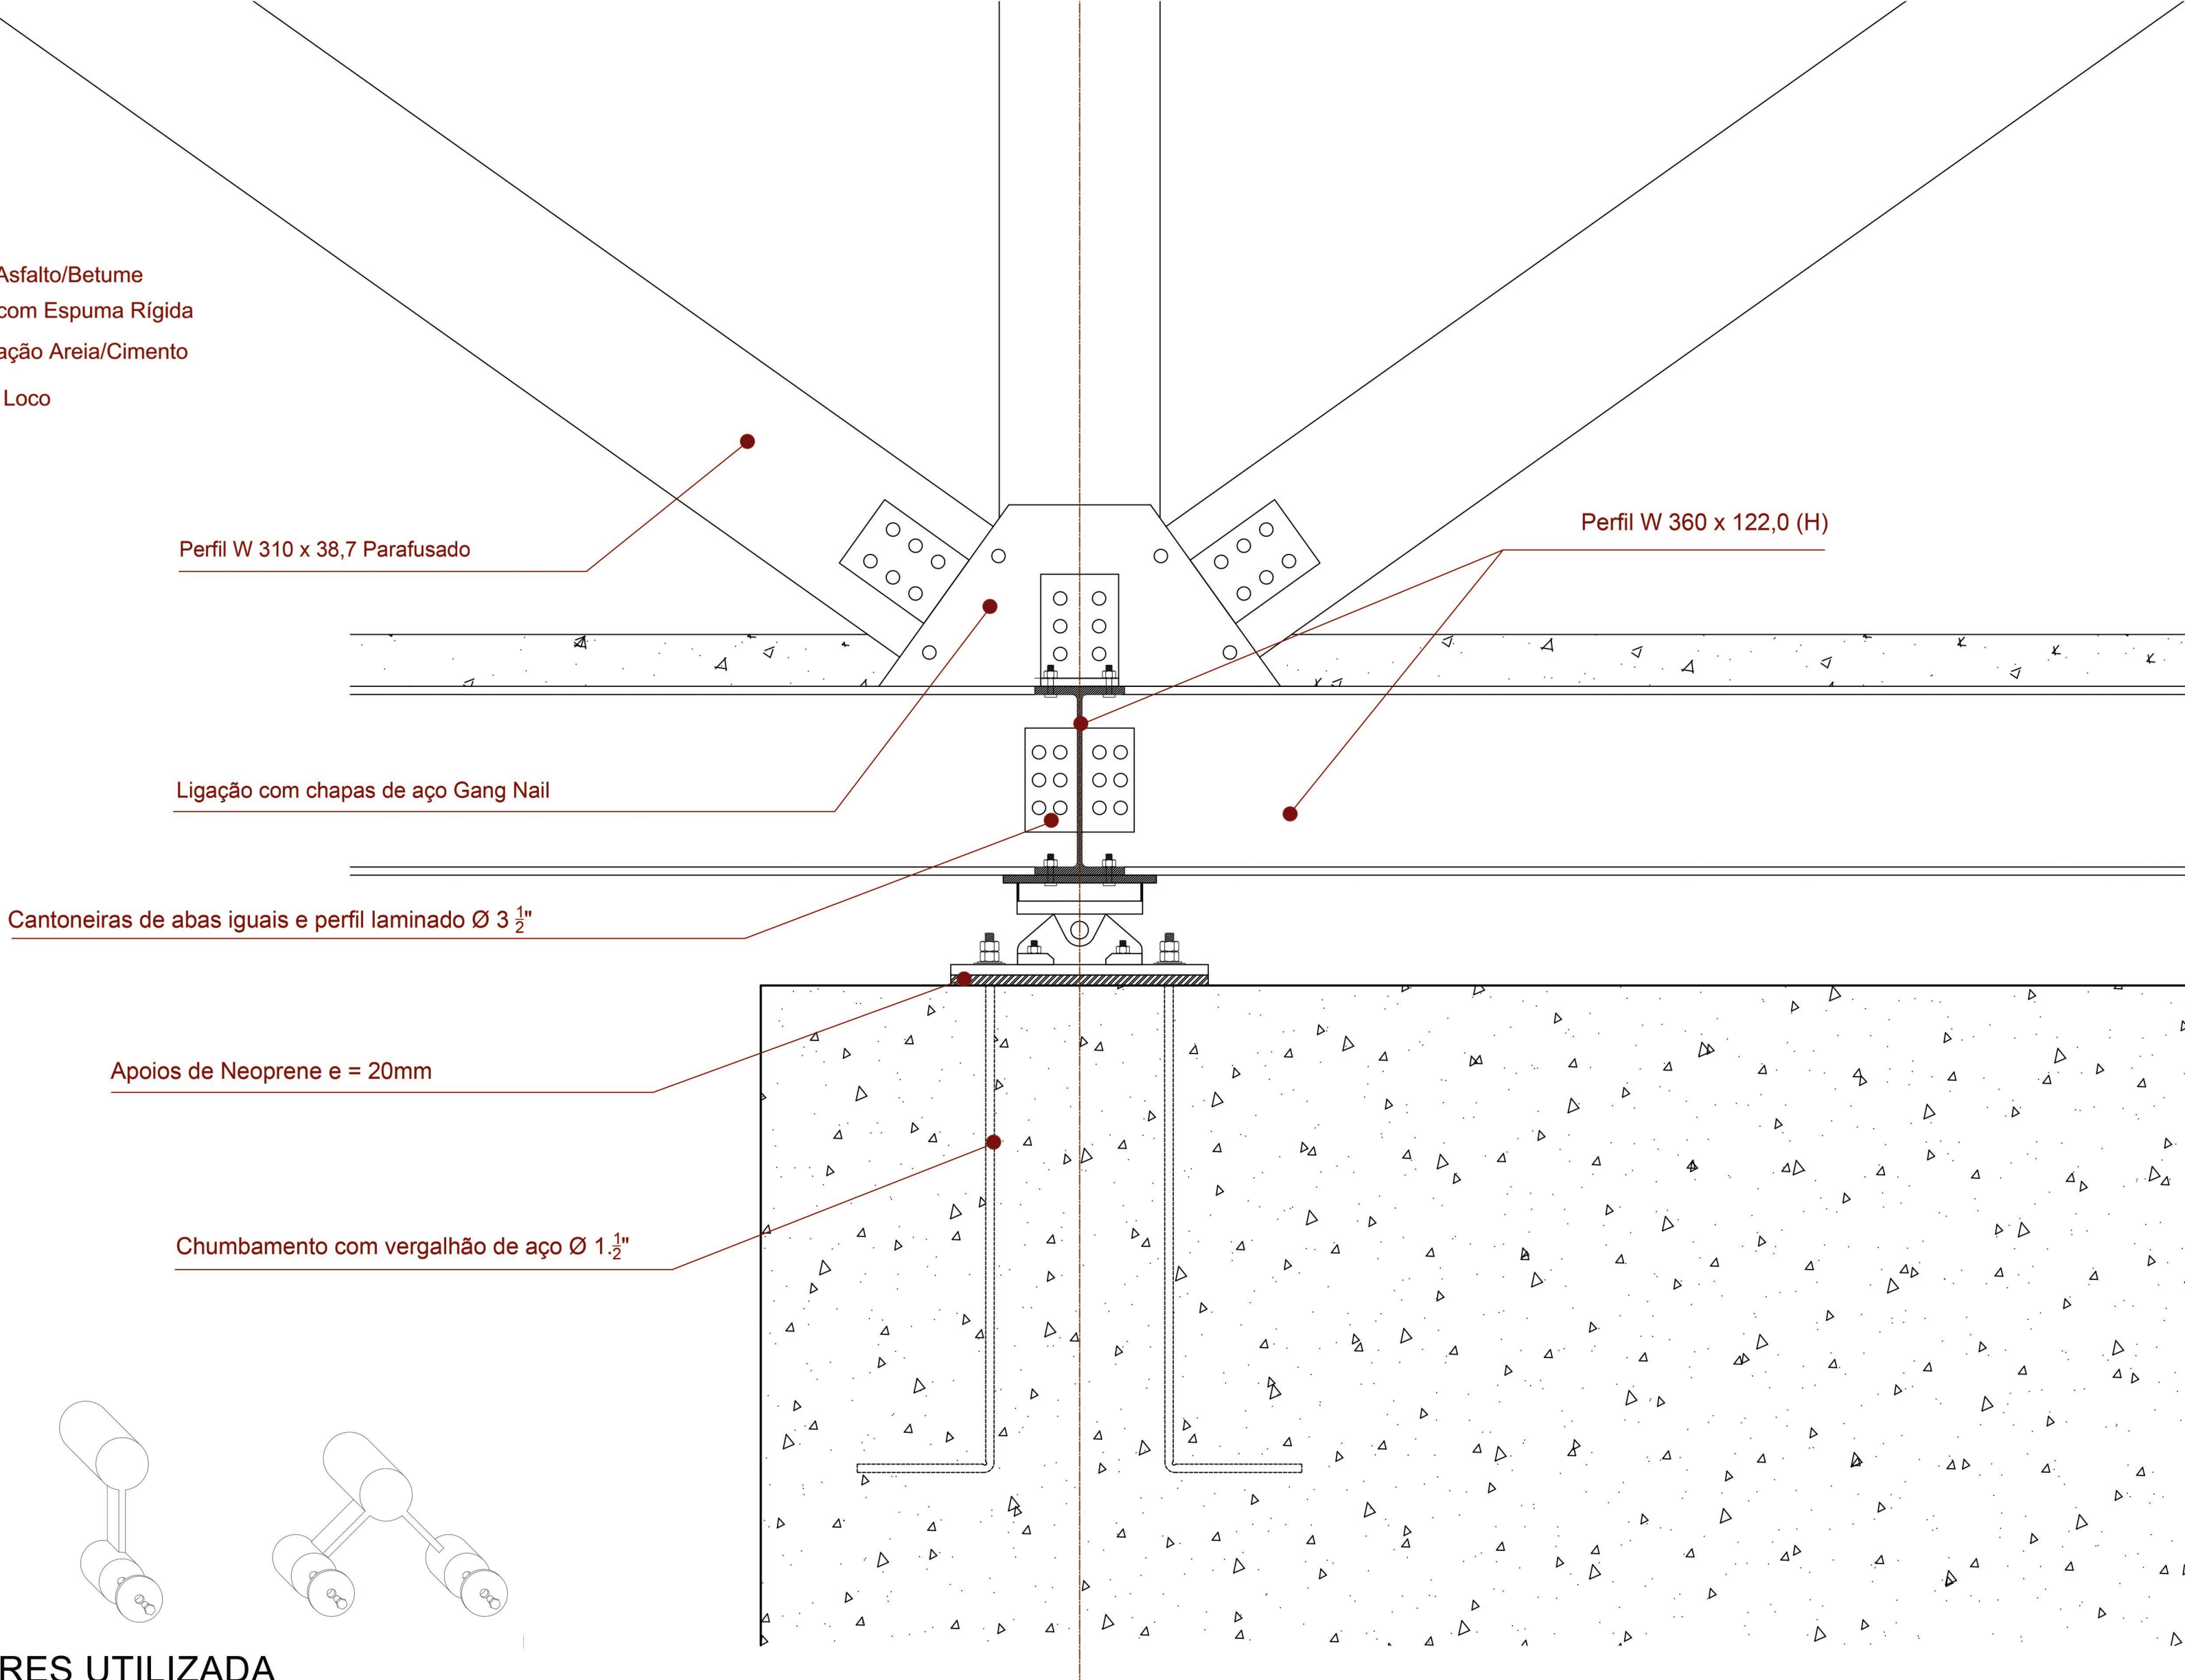 Asfalto/Betume
com Espuma Rígida
ação Areia/Cimento
Loco
Perfil W 310 x 38,7 Parafusado
Perfil W 360 x 122,0 (H)
Ligação com chapas de aço Gang Nail
Cantoneiras de abas iguais e perfil laminado Ø 3 ½"
Apoios de Neoprene e = 20mm
Chumbamento com vergalhão de aço Ø 1.½"
RES UTILIZADA